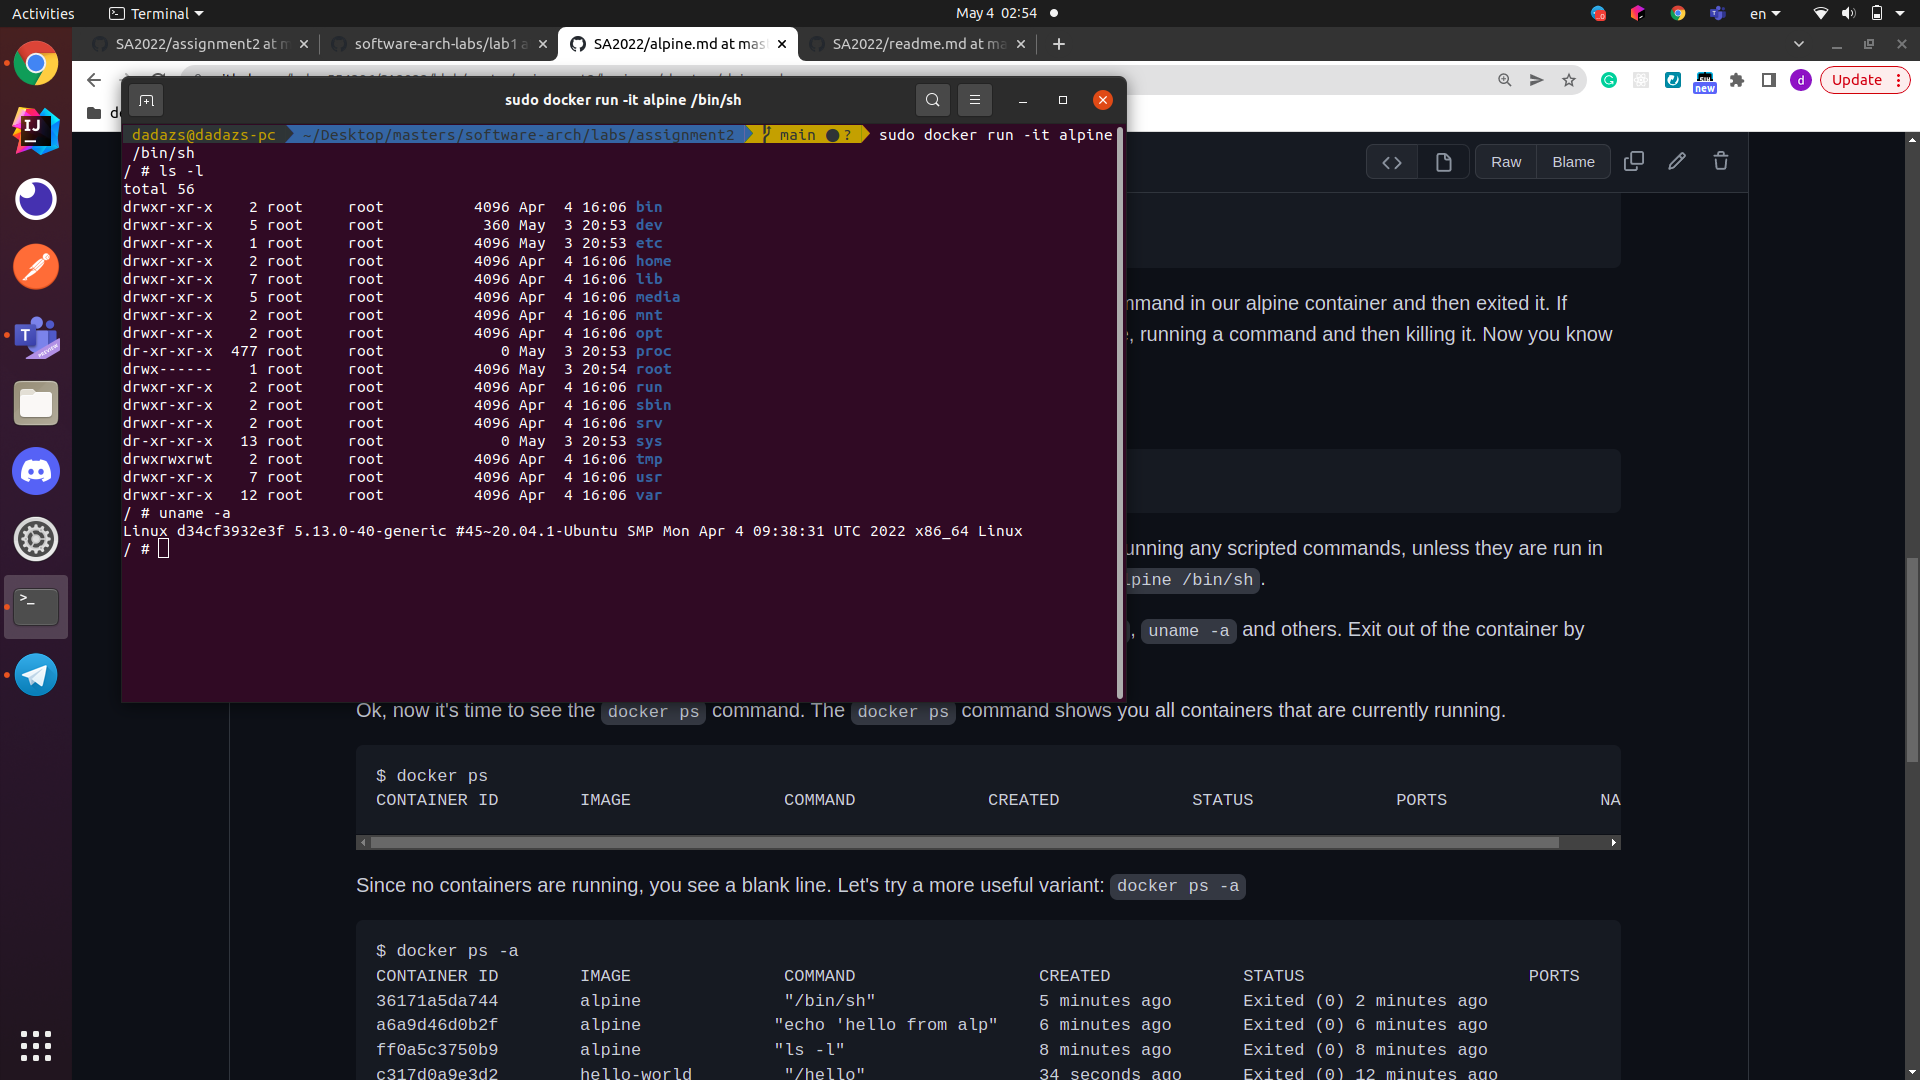 Activities
Terminal
May 4 02:54
en
SA2022/assignment2 at m
software-arch-labs/lab1 a
SA2022/alpine.md at mas
SA2022/readme.md at ma
new
d
Update
sudo docker run -it alpine /bin/sh
dadazs@dadazs-pc ~/Desktop/masters/software-arch/labs/assignment2 main ●? sudo docker run -it alpine
/bin/sh
/ # ls -l
total 56
drwxr-xr-x 2 root root 4096 Apr 4 16:06 bin
drwxr-xr-x 5 root root 360 May 3 20:53 dev
drwxr-xr-x 1 root root 4096 May 3 20:53 etc
drwxr-xr-x 2 root root 4096 Apr 4 16:06 home
drwxr-xr-x 7 root root 4096 Apr 4 16:06 lib
drwxr-xr-x 5 root root 4096 Apr 4 16:06 media
drwxr-xr-x 2 root root 4096 Apr 4 16:06 mnt
drwxr-xr-x 2 root root 4096 Apr 4 16:06 opt
dr-xr-xr-x 477 root root 0 May 3 20:53 proc
drwx------ 1 root root 4096 May 3 20:54 root
drwxr-xr-x 2 root root 4096 Apr 4 16:06 run
drwxr-xr-x 2 root root 4096 Apr 4 16:06 sbin
drwxr-xr-x 2 root root 4096 Apr 4 16:06 srv
dr-xr-xr-x 13 root root 0 May 3 20:53 sys
drwxrwxrwt 2 root root 4096 Apr 4 16:06 tmp
drwxr-xr-x 7 root root 4096 Apr 4 16:06 usr
drwxr-xr-x 12 root root 4096 Apr 4 16:06 var
/ # uname -a
Linux d34cf3932e3f 5.13.0-40-generic #45~20.04.1-Ubuntu SMP Mon Apr 4 09:38:31 UTC 2022 x86_64 Linux
/ #
Raw
Blame
mmand in our alpine container and then exited it. If
, running a command and then killing it. Now you know
unning any scripted commands, unless they are run in
lpine /bin/sh.
, uname -a and others. Exit out of the container by
Ok, now it's time to see the docker ps command. The docker ps command shows you all containers that are currently running.
$ docker ps
CONTAINER ID IMAGE COMMAND CREATED STATUS PORTS NA
Since no containers are running, you see a blank line. Let's try a more useful variant: docker ps -a
$ docker ps -a
CONTAINER ID IMAGE COMMAND CREATED STATUS PORTS
36171a5da744 alpine "/bin/sh" 5 minutes ago Exited (0) 2 minutes ago
a6a9d46d0b2f alpine "echo 'hello from alp" 6 minutes ago Exited (0) 6 minutes ago
ff0a5c3750b9 alpine "ls -l" 8 minutes ago Exited (0) 8 minutes ago
c317d0a9e3d2 hello-world "/hello" 34 seconds ago Exited (0) 12 minutes ago